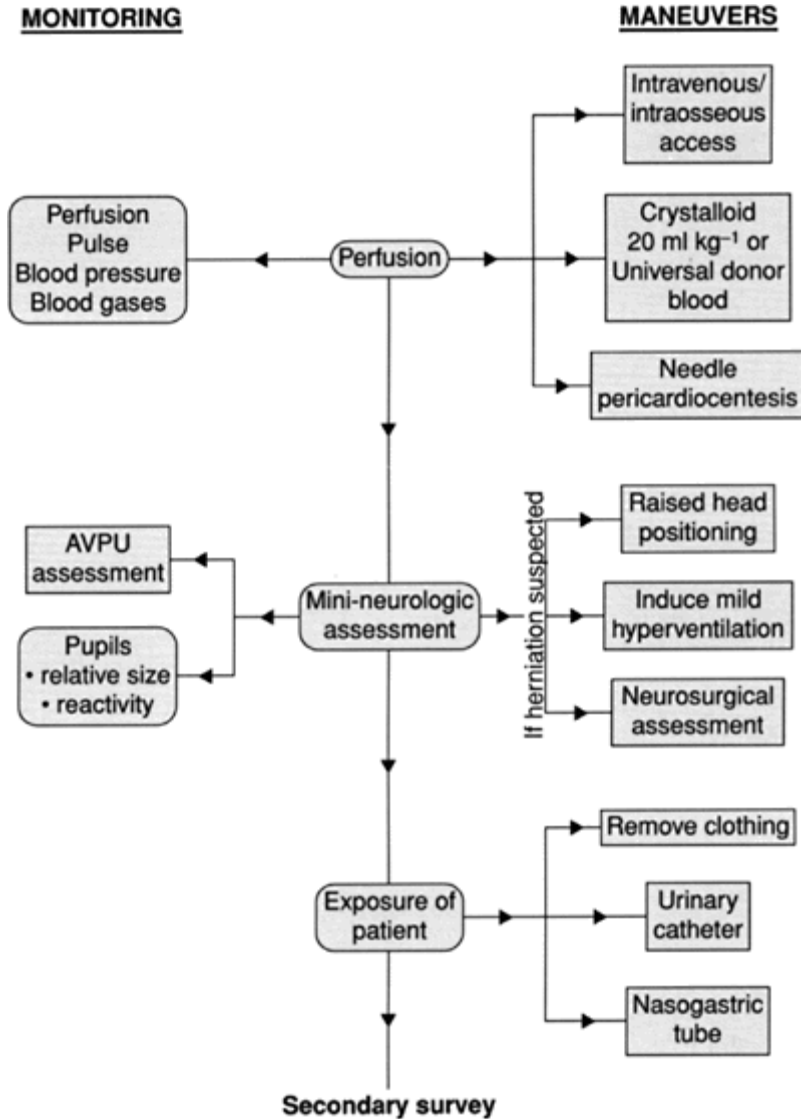 MONITORING
MANEUVERS
Intravenous/
intraosseous
access
Perfusion
Pulse
Blood pressure
Blood gases
Perfusion
Crystalloid
20 ml kg⁻¹ or
Universal donor
blood
Needle
pericardiocentesis
AVPU
assessment
Pupils
• relative size
• reactivity
Mini-neurologic
assessment
If herniation suspected
Raised head
positioning
Induce mild
hyperventilation
Neurosurgical
assessment
Exposure of
patient
Remove clothing
Urinary
catheter
Nasogastric
tube
Secondary survey